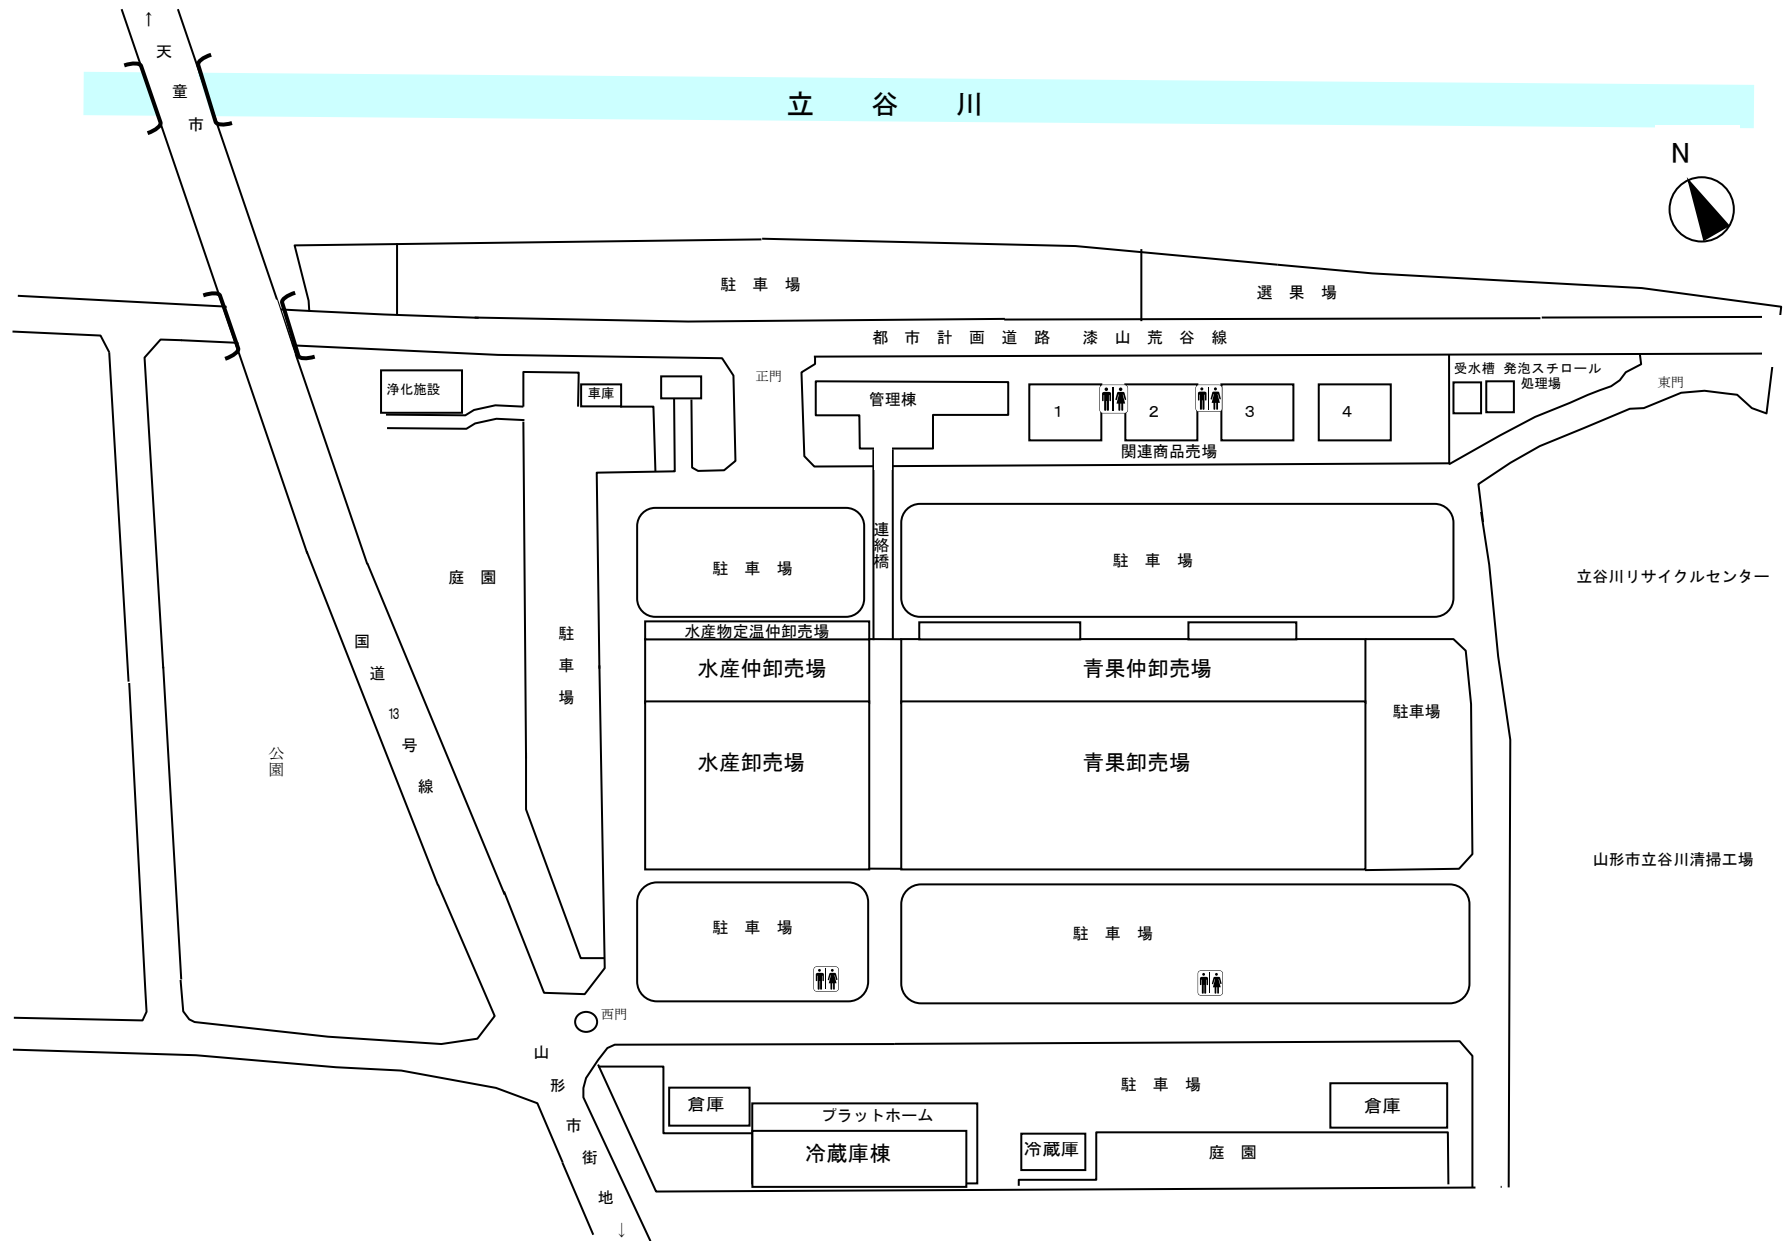 ↑
天童市
立谷川
N
駐車場
選果場
都市計画道路 漆山荒谷線
正門
浄化施設
車庫
管理棟
1
2
3
4
関連商品売場
受水槽
発泏スチロール
処理場
東門
連絡橋
駐車場
駐車場
立谷川リサイクルセンター
庭園
駐車場
国道13号線
公園
水産物定温仲卸売場
水産仲卸売場
青果仲卸売場
駐車場
水産卸売場
青果卸売場
山形市立谷川清掃工場
駐車場
駐車場
西門
山形市街地
↓
駐車場
倉庫
プラットホーム
冷蔵庫棟
冷蔵庫
倉庫
庭園